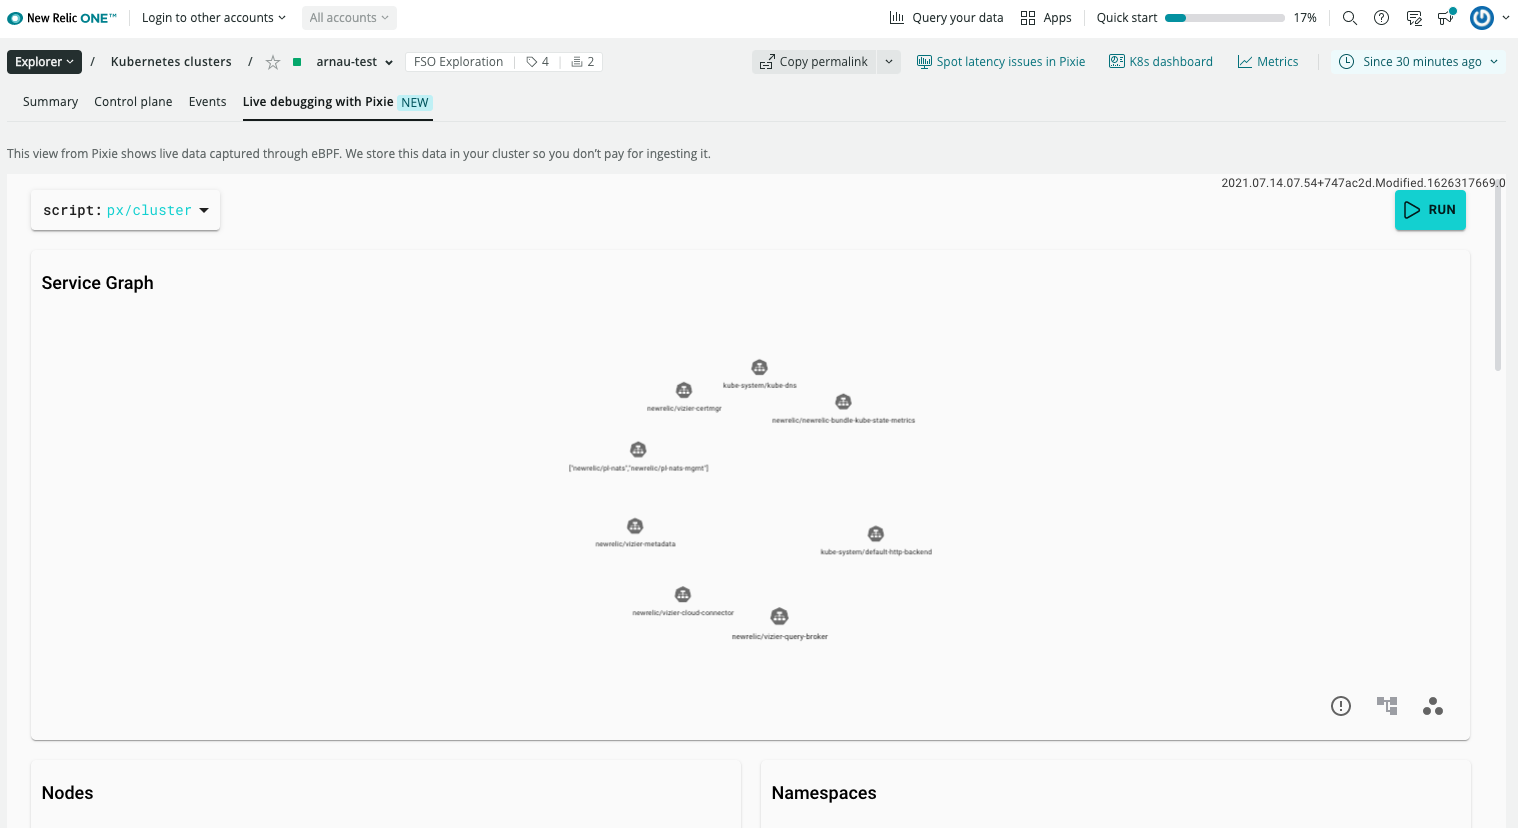 New Relic ONE™ Login to other accounts All accounts Query your data Apps Quick start 17%
Explorer / Kubernetes clusters / arnau-test FSO Exploration 4 2 Copy permalink Spot latency issues in Pixie K8s dashboard Metrics Since 30 minutes ago
Summary Control plane Events Live debugging with Pixie NEW
This view from Pixie shows live data captured through eBPF. We store this data in your cluster so you don't pay for ingesting it.
2021.07.14.07.54+747ac2d.Modified.1626317669.0
script: px/cluster RUN
Service Graph
kube-system/kube-dns
newrelic/vizier-certmgr
newrelic/newrelic-bundle-kube-state-metrics
["newrelic/pl-nats","newrelic/pl-nats-mgmt"]
newrelic/vizier-metadata
kube-system/default-http-backend
newrelic/vizier-cloud-connector
newrelic/vizier-query-broker
Nodes Namespaces